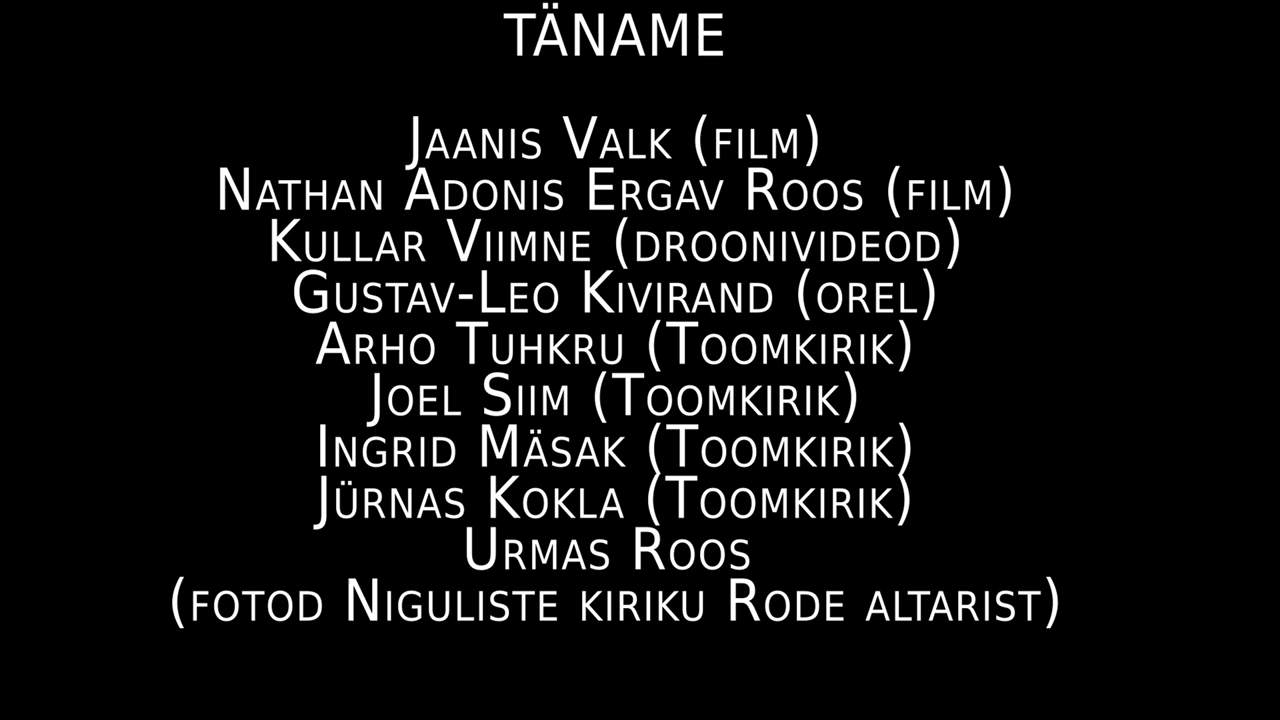 TÄNAME
Jaanis Valk (film)
Nathan Adonis Ergav Roos (film)
Kullar Viimne (droonivideod)
Gustav-Leo Kivirand (orel)
Arho Tuhkru (Toomkirik)
Joel Siim (Toomkirik)
Ingrid Mäsak (Toomkirik)
Jürnas Kokla (Toomkirik)
Urmas Roos
(fotod Niguliste kiriku Rode altarist)